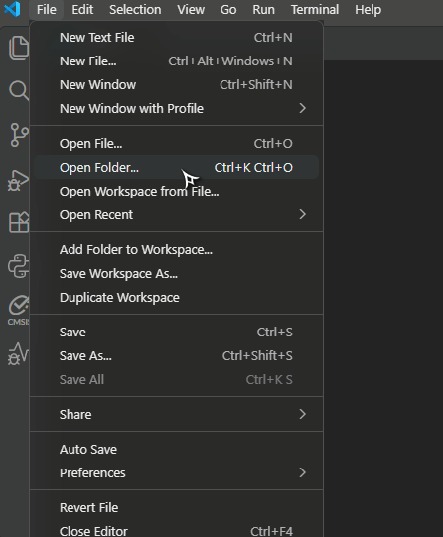 File Edit Selection View Go Run Terminal Help
New Text File Ctrl+N
New File... Ctrl+Alt+Windows+N
New Window Ctrl+Shift+N
New Window with Profile
Open File... Ctrl+O
Open Folder... Ctrl+K Ctrl+O
Open Workspace from File...
Open Recent
Add Folder to Workspace...
Save Workspace As...
Duplicate Workspace
Save Ctrl+S
Save As... Ctrl+Shift+S
Save All Ctrl+K S
CMSIS
Share
Auto Save
Preferences
Revert File
Close Editor Ctrl+F4